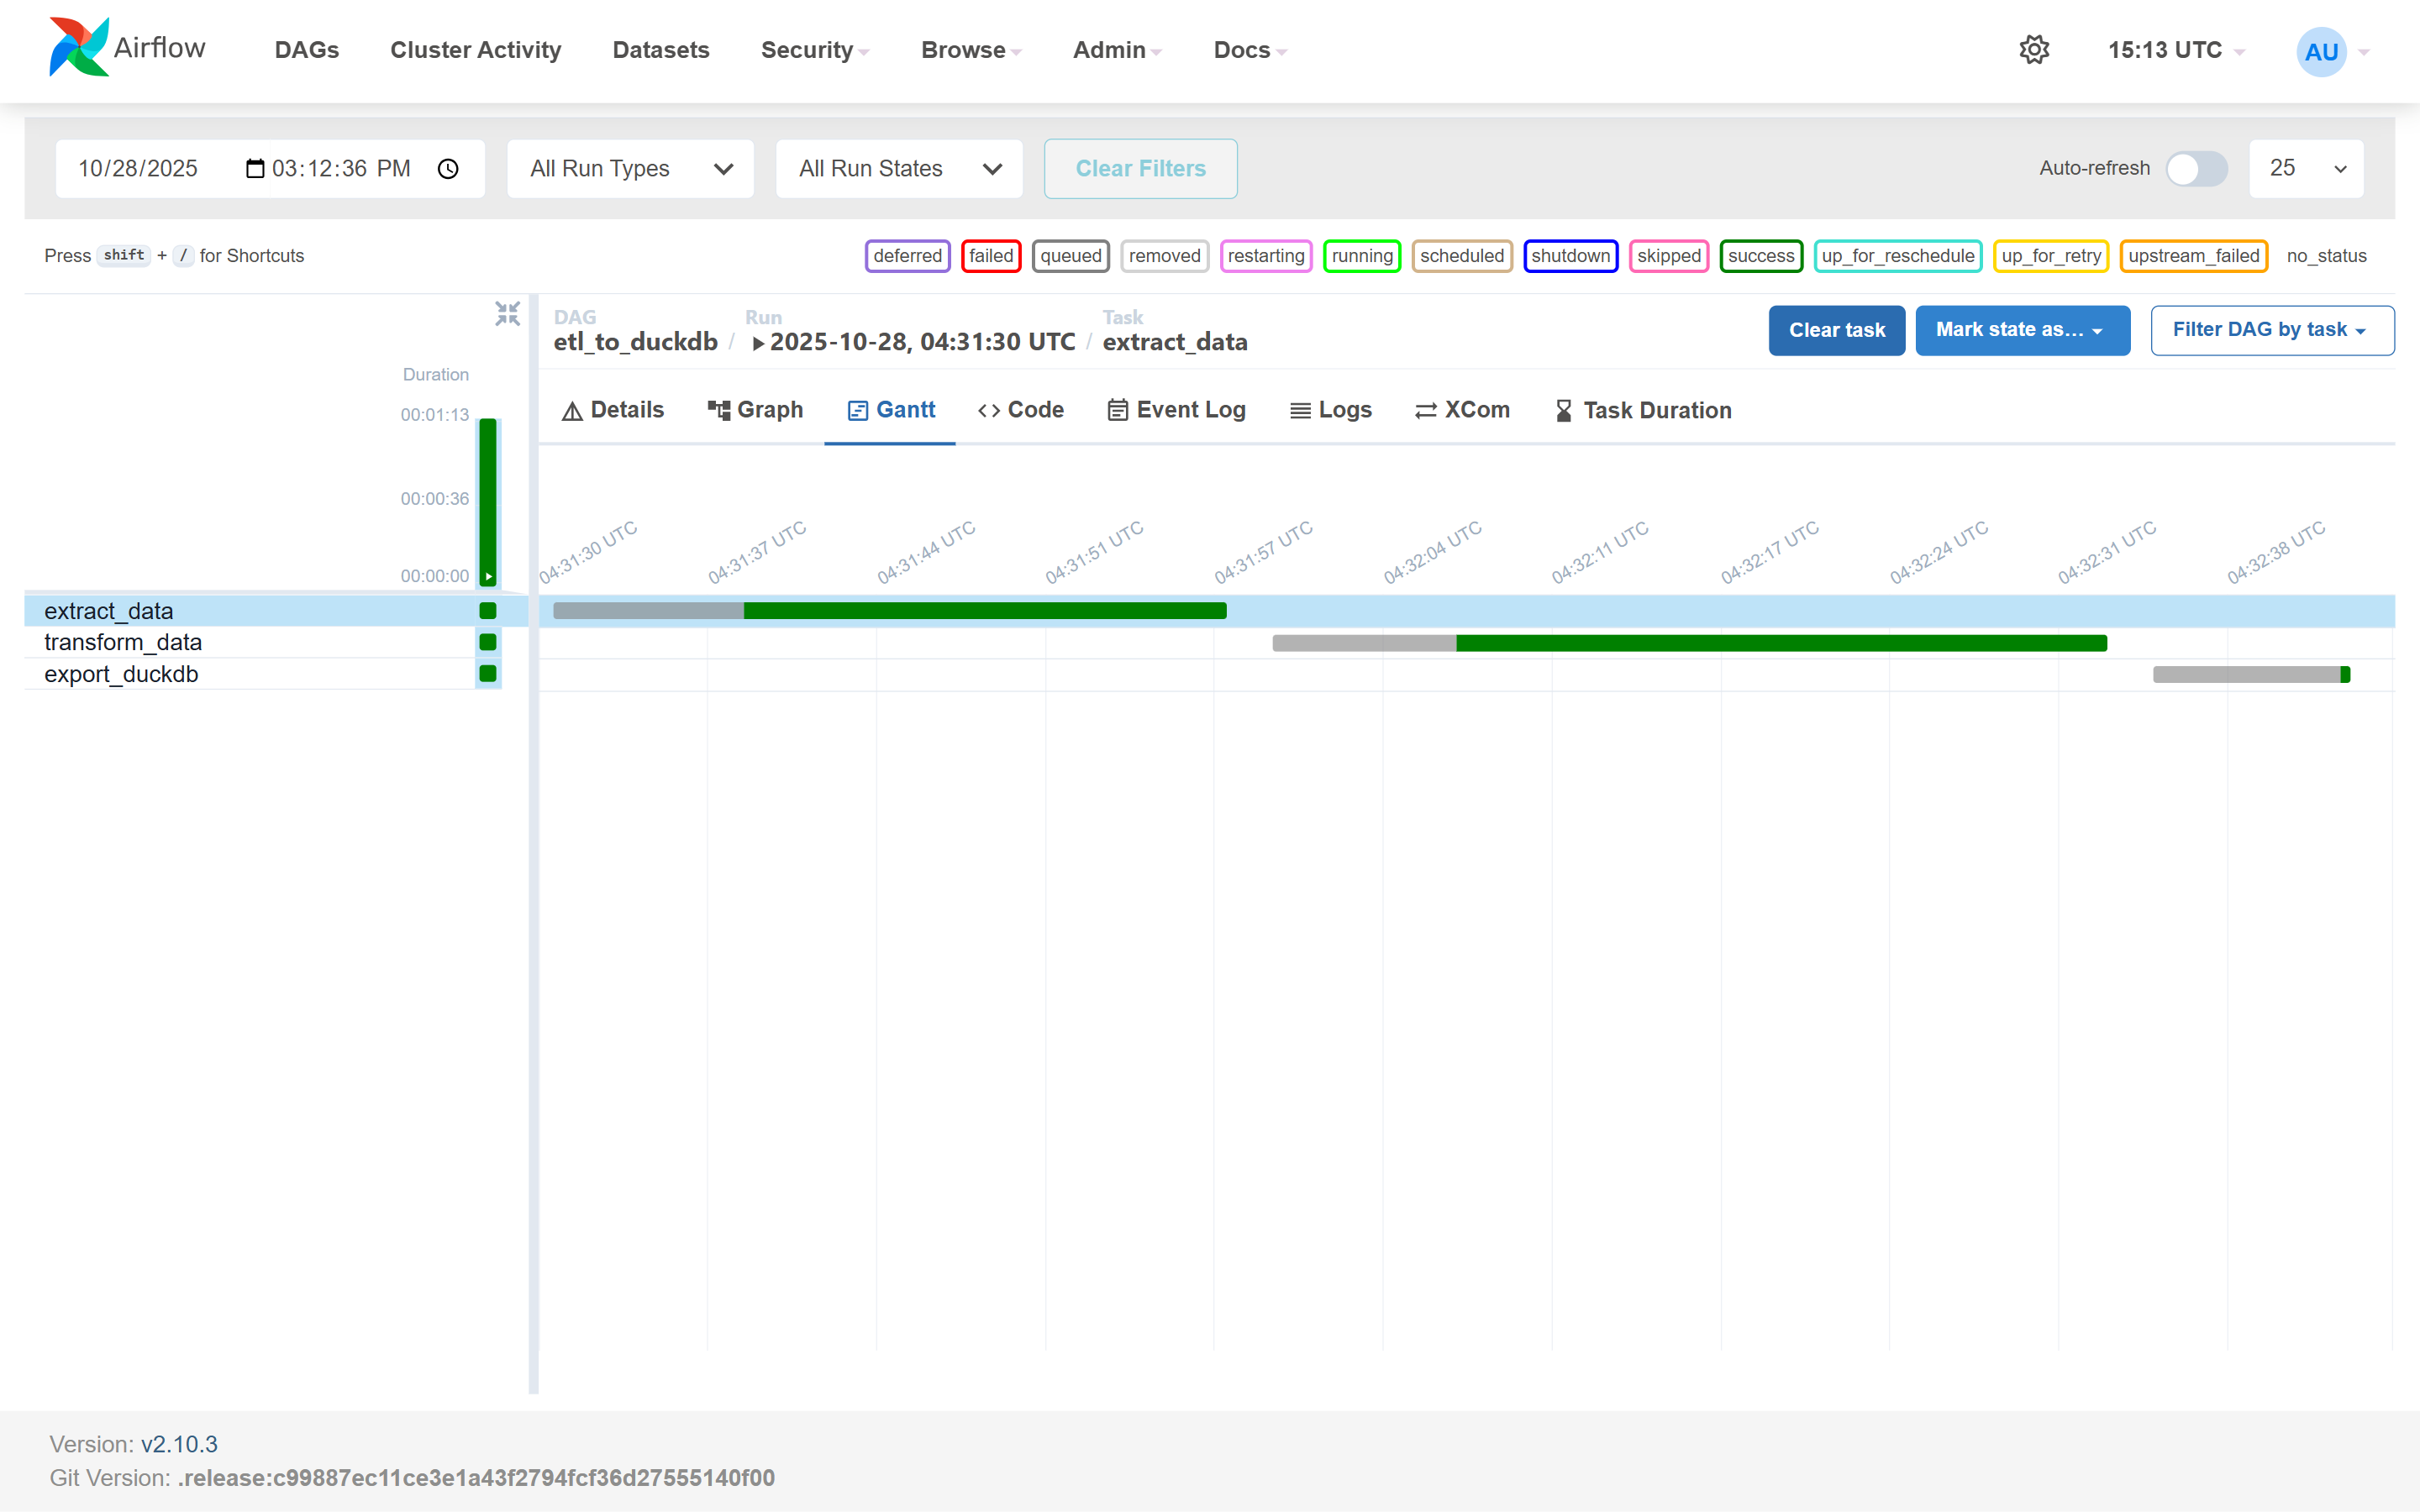 Airflow DAGs Cluster Activity Datasets Security Browse Admin Docs 15:13 UTC AU
10/28/2025 03:12:36 PM All Run Types All Run States Clear Filters Auto-refresh 25
Press shift + / for Shortcuts deferred failed queued removed restarting running scheduled shutdown skipped success up_for_reschedule up_for_retry upstream_failed no_status
DAG Run Task
etl_to_duckdb / 2025-10-28, 04:31:30 UTC / extract_data Clear task Mark state as... Filter DAG by task
Duration
Details Graph Gantt Code Event Log Logs XCom Task Duration
00:01:13
00:00:36
00:00:00
04:31:30 UTC 04:31:37 UTC 04:31:44 UTC 04:31:51 UTC 04:31:57 UTC 04:32:04 UTC 04:32:11 UTC 04:32:17 UTC 04:32:24 UTC 04:32:31 UTC 04:32:38 UTC
extract_data
transform_data
export_duckdb
Version: v2.10.3
Git Version: .release:c99887ec11ce3e1a43f2794fcf36d27555140f00